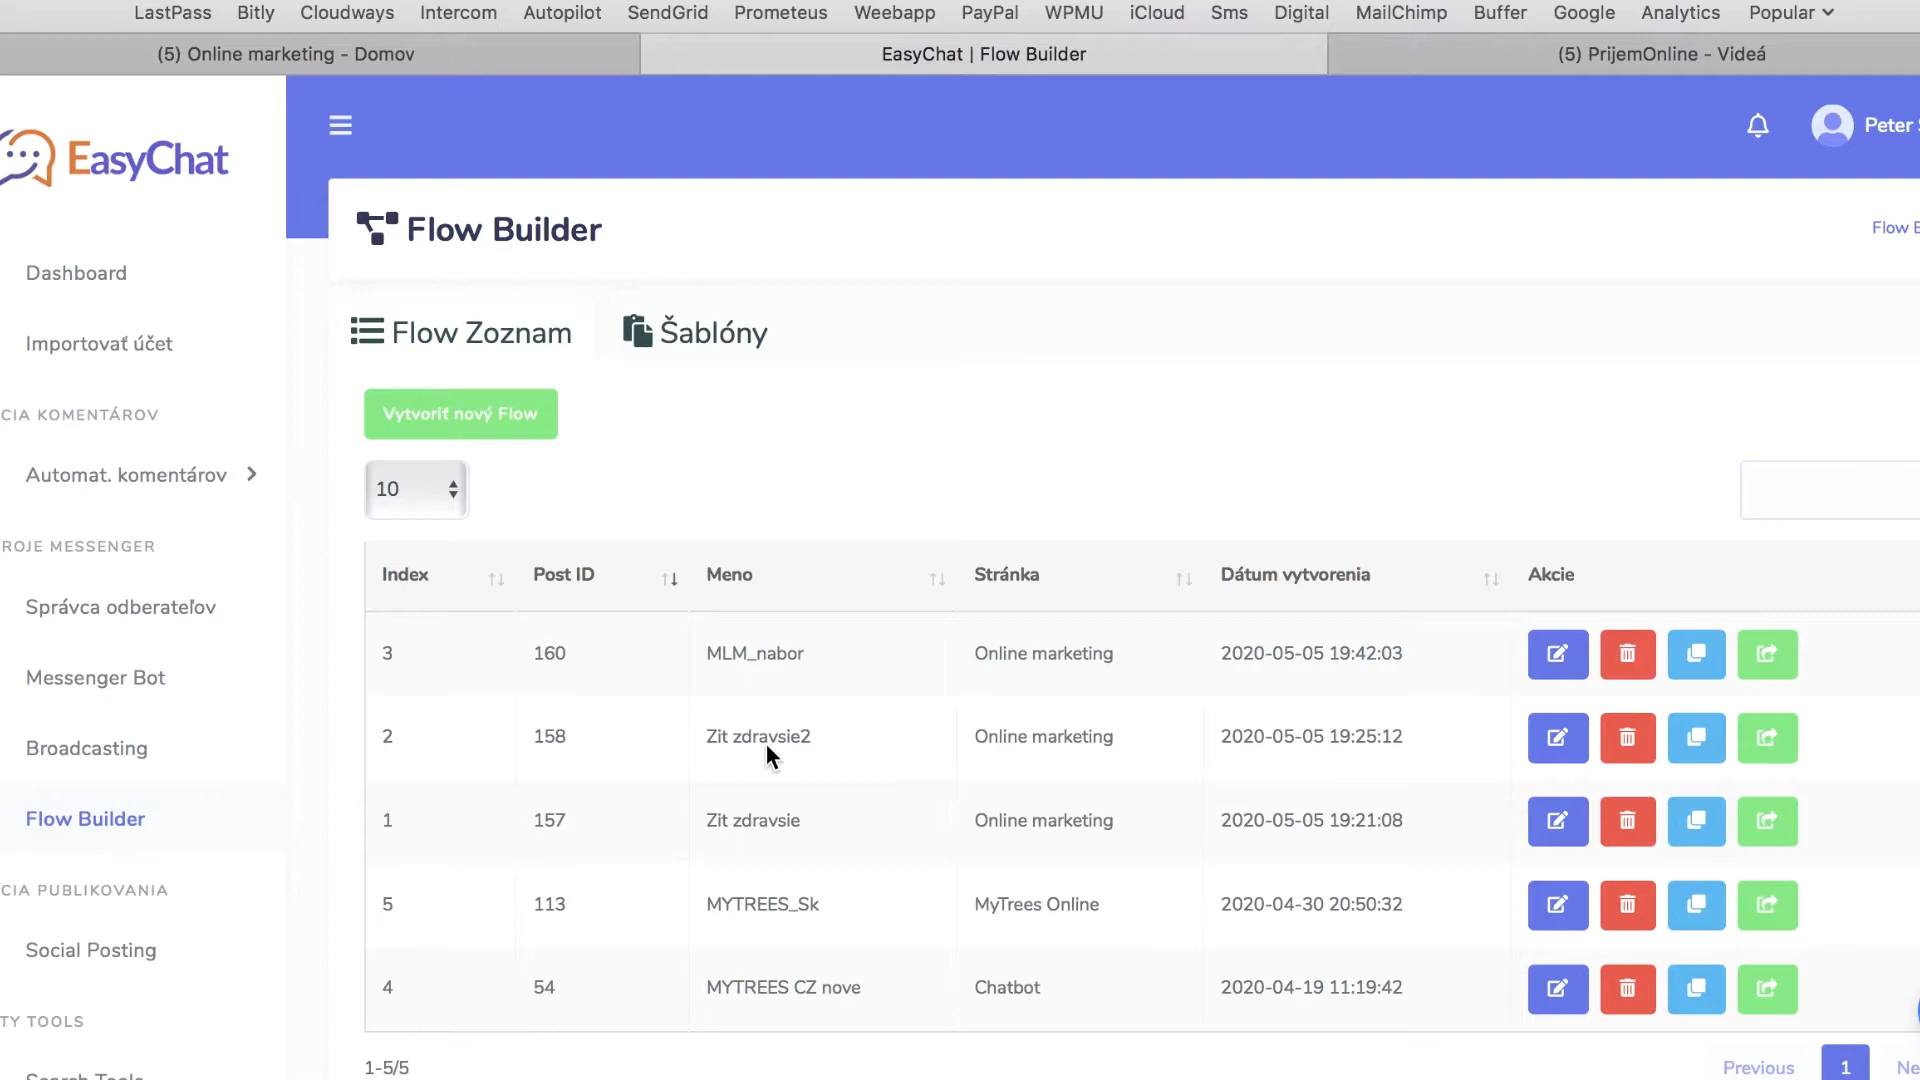 LastPass Bitly Cloudways Intercom Autopilot SendGrid Prometeus Weebapp PayPal WPMU iCloud Sms Digital MailChimp Buffer Google Analytics Popular
(5) Online marketing - Domov EasyChat | Flow Builder (5) PrijemOnline - Videá
EasyChat
Peter
Flow Builder
Flow
Dashboard
Importovať účet
CIA KOMENTÁROV
Automat. komentárov
ROJE MESSENGER
Správca odberateľov
Messenger Bot
Broadcasting
Flow Builder
CIA PUBLIKOVANIA
Social Posting
TY TOOLS
Flow Zoznam Šablóny
Vytvoriť nový Flow
10
Index Post ID Meno Stránka Dátum vytvorenia Akcie
3 160 MLM_nabor Online marketing 2020-05-05 19:42:03
2 158 Zit zdravsie2 Online marketing 2020-05-05 19:25:12
1 157 Zit zdravsie Online marketing 2020-05-05 19:21:08
5 113 MYTREES_Sk MyTrees Online 2020-04-30 20:50:32
4 54 MYTREES CZ nove Chatbot 2020-04-19 11:19:42
1-5/5
Previous 1 Ne